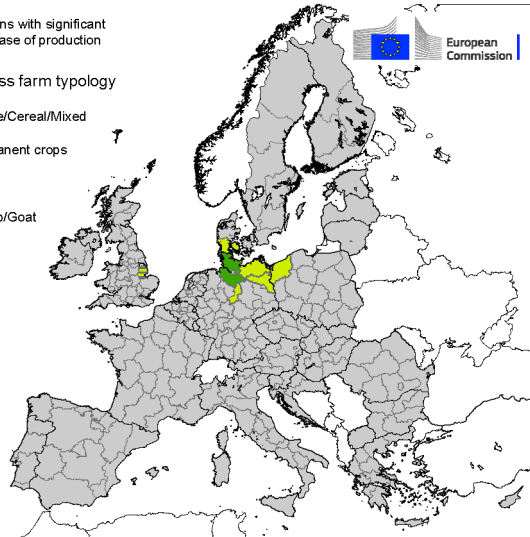 ns with significant
ase of production
ss farm typology
e/Cereal/Mixed
anent crops
o/Goat
European
Commission